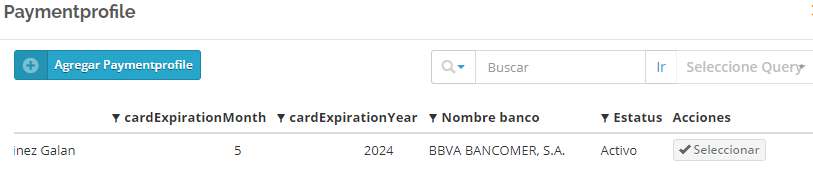 Paymentprofile
Agregar Paymentprofile
Buscar
Ir
Seleccione Query
cardExpirationMonth cardExpirationYear Nombre banco Estatus Acciones
inez Galan 5 2024 BBVA BANCOMER, S.A. Activo Seleccionar